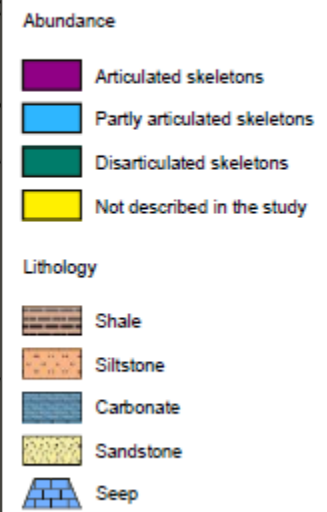 Abundance
Articulated skeletons
Partly articulated skeletons
Disarticulated skeletons
Not described in the study
Lithology
Shale
Siltstone
Carbonate
Sandstone
Seep